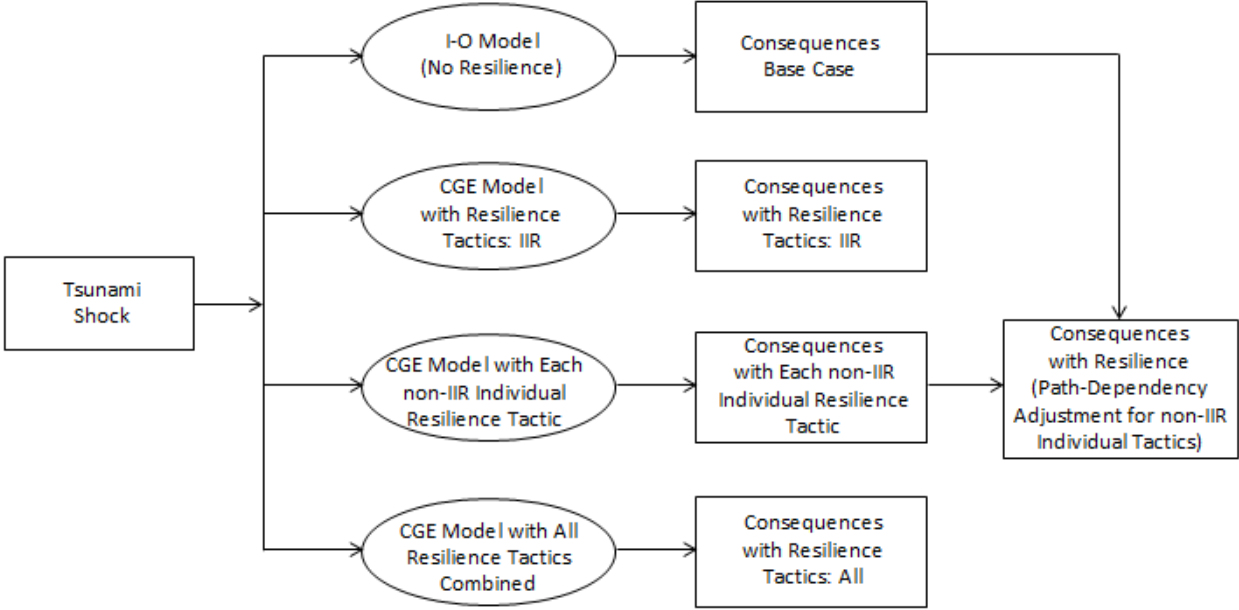 I-O Model
(No Resilience)
Consequences
Base Case
CGE Model
with Resilience
Tactics: IIR
Consequences
with Resilience
Tactics: IIR
Tsunami
Shock
CGE Model with Each
non-IIR Individual
Resilience Tactic
Consequences
with Each non-IIR
Individual Resilience
Tactic
Consequences
with Resilience
(Path-Dependency
Adjustment for non-IIR
Individual Tactics)
CGE Model with All
Resilience Tactics
Combined
Consequences
with Resilience
Tactics: All